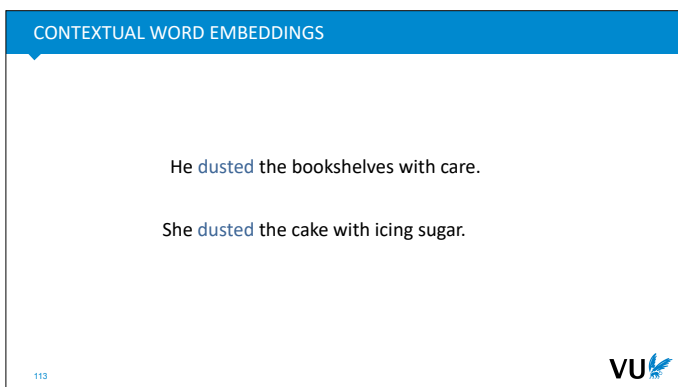 CONTEXTUAL WORD EMBEDDINGS
He dusted the bookshelves with care.
She dusted the cake with icing sugar.
113
VU